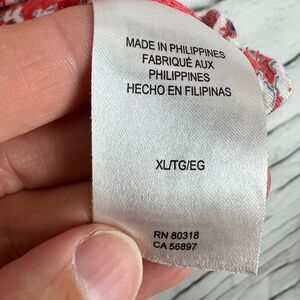 MADE IN PHILIPPINES
FABRIQUÉ AUX
PHILIPPINES
HECHO EN FILIPINAS
XL/TG/EG
RN 80318
CA 56897